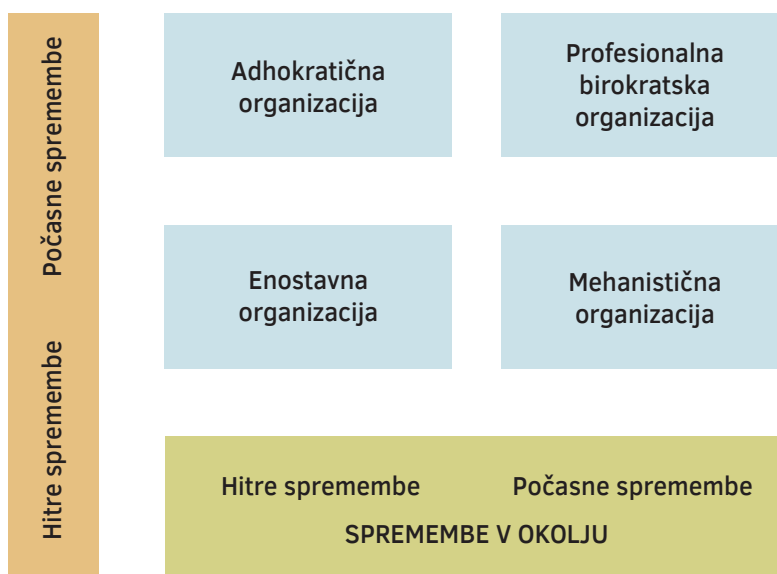 Počasne spremembe
Hitre spremembe
Adhokratična
organizacija
Profesionalna
birokratska
organizacija
Enostavna
organizacija
Mehanistična
organizacija
Hitre spremembe
Počasne spremembe
SPREMEMBE V OKOLJU